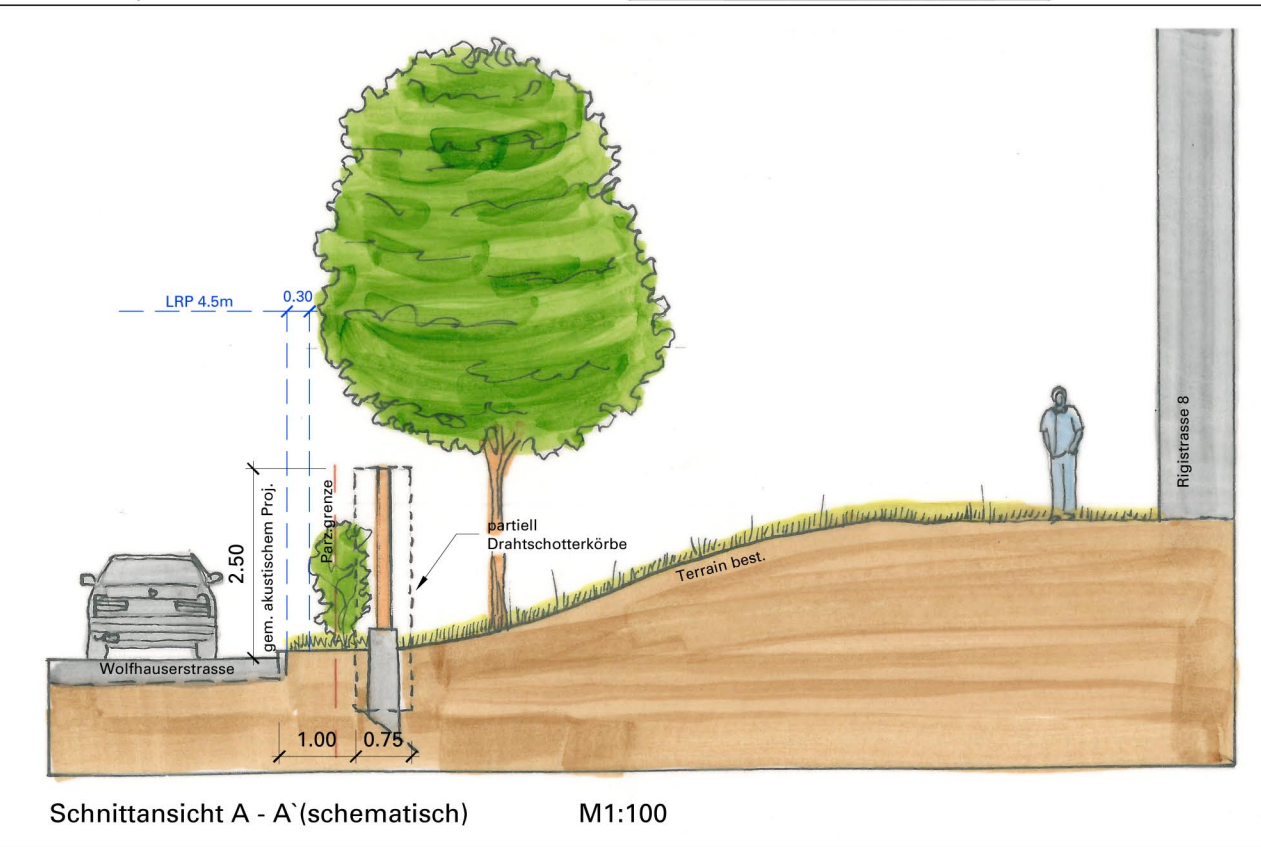 LRP 4.5m
0.30
2.50
gem. akustischem Proj.
Parz.grenze
partiell
Drahtschotterkörbe
Terrain best.
Rigistrasse 8
Wolfhauserstrasse
1.00
0.75
Schnittansicht A - A`(schematisch)
M1:100